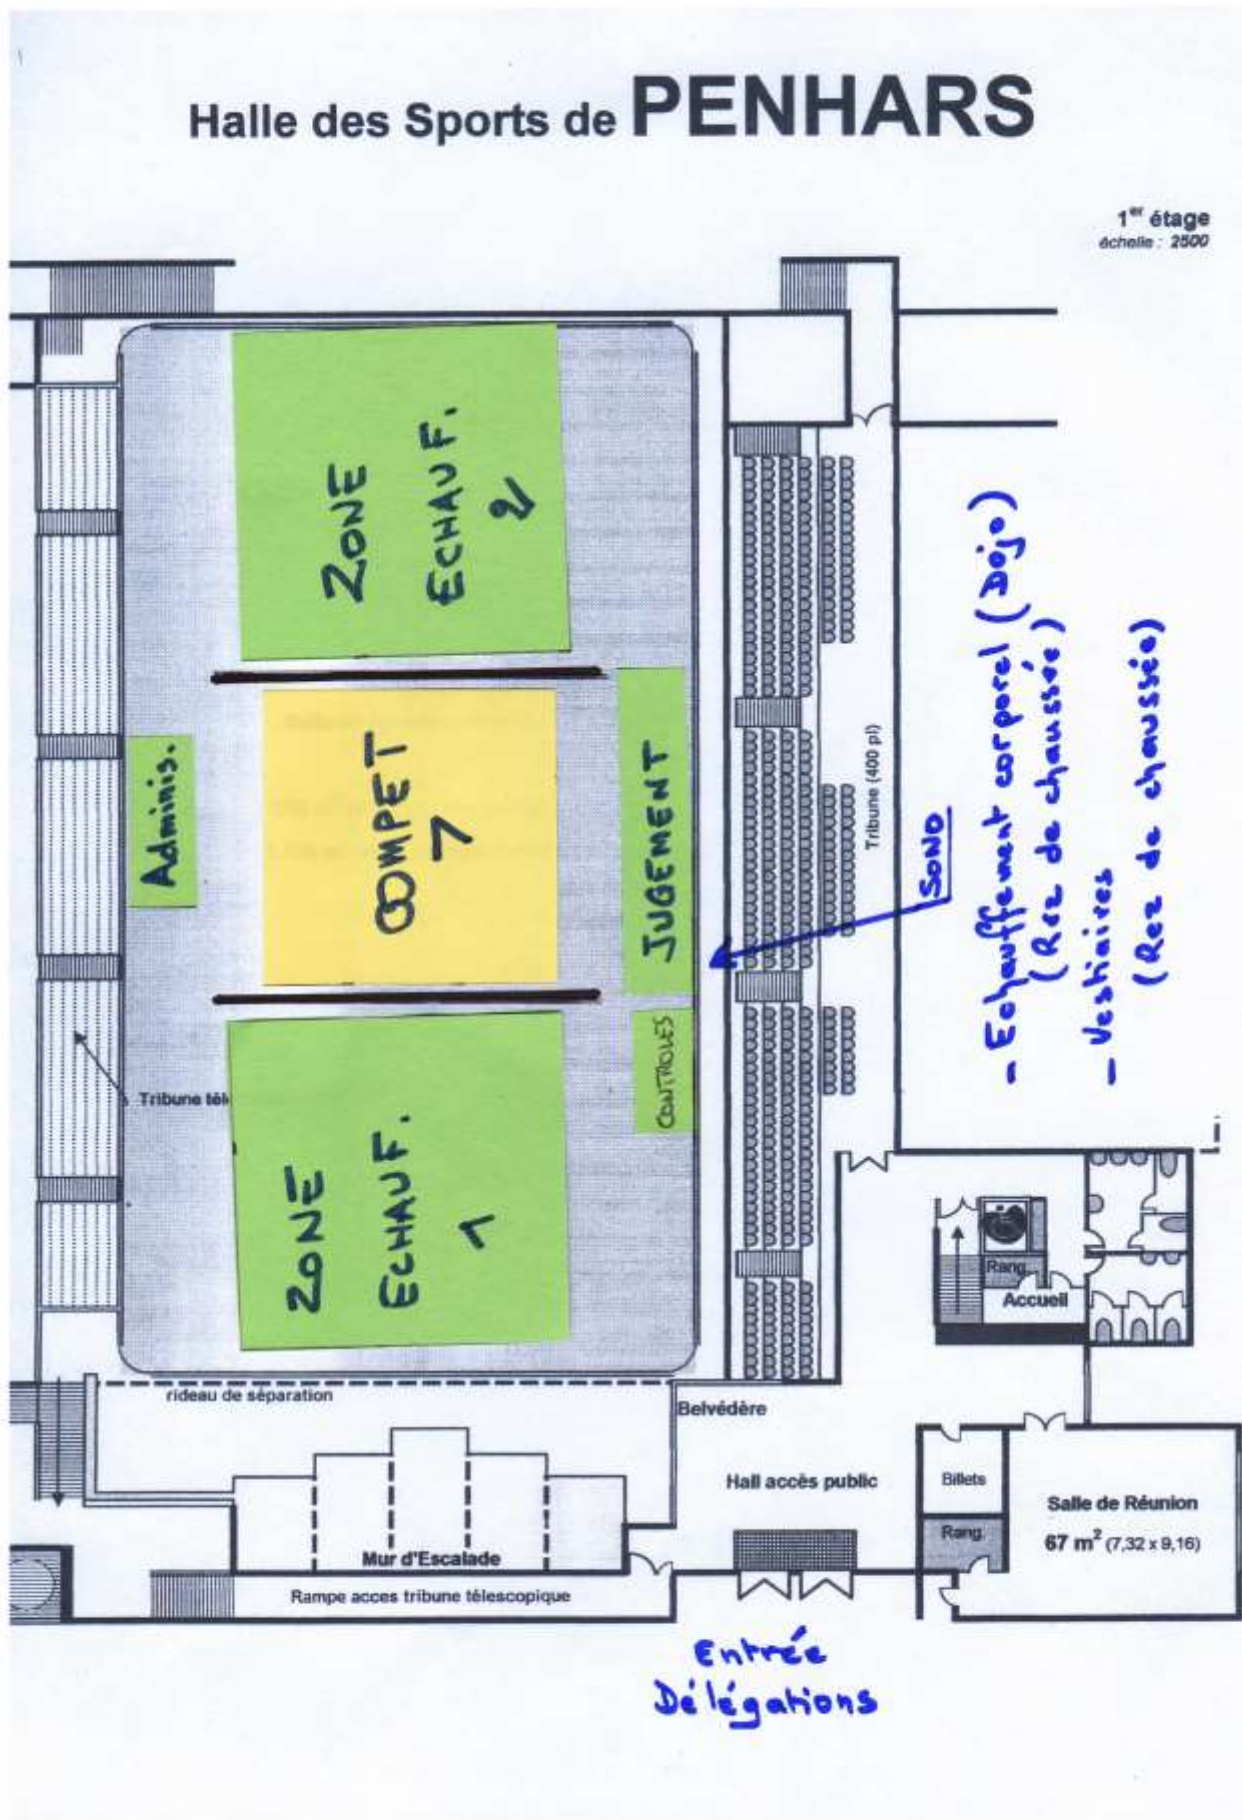 Halle des Sports de PENHARS
1er étage
échelle : 2500
ZONE
ECHAUF.
2
COMPET
7
Adminis.
JUGEMENT
CONTROLES
ZONE
ECHAUF.
1
Tribune tél
Tribune (400 pl)
SONO
- Echauffement corporel (Dojo)
(Rez de chaussée)
- Vestiaires
(Rez de chaussée)
Rang.
Accueil
rideau de séparation
Belvédère
Hall accès public
Billets
Rang.
Salle de Réunion
67 m² (7,32 x 9,16)
Mur d'Escalade
Rampe acces tribune télescopique
Entrée
Délégations